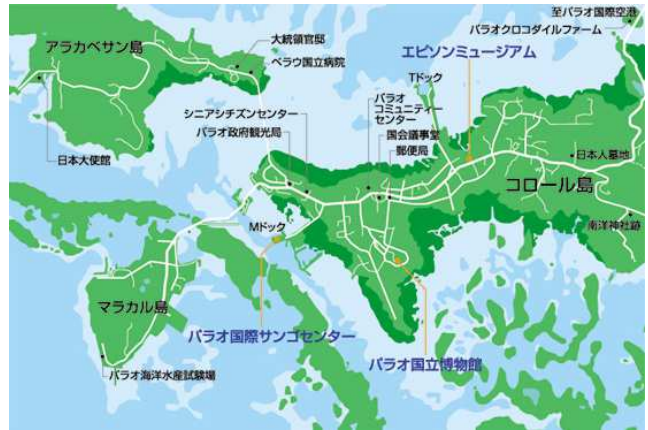 至パラオ国際空港
パラオクロコダイルファーム
アラカベサン島
大統領官邸
ベラウ国立病院
エピソンミュージアム
Tドック
シニアシチズンセンター
パラオ政府観光局
パラオ
コミュニティー
センター
国会議事堂
郵便局
日本大使館
日本人墓地
コロール島
Mドック
南洋神社跡
マラカル島
パラオ国際サンゴセンター
パラオ国立博物館
パラオ海洋水産試験場